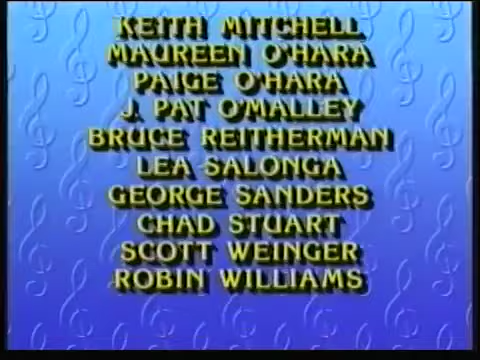 KEITH MITCHELL
MAUREEN O'HARA
PAIGE O'HARA
J. PAT O'MALLEY
BRUCE REITHERMAN
LEA SALONGA
GEORGE SANDERS
CHAD STUART
SCOTT WEINGER
ROBIN WILLIAMS